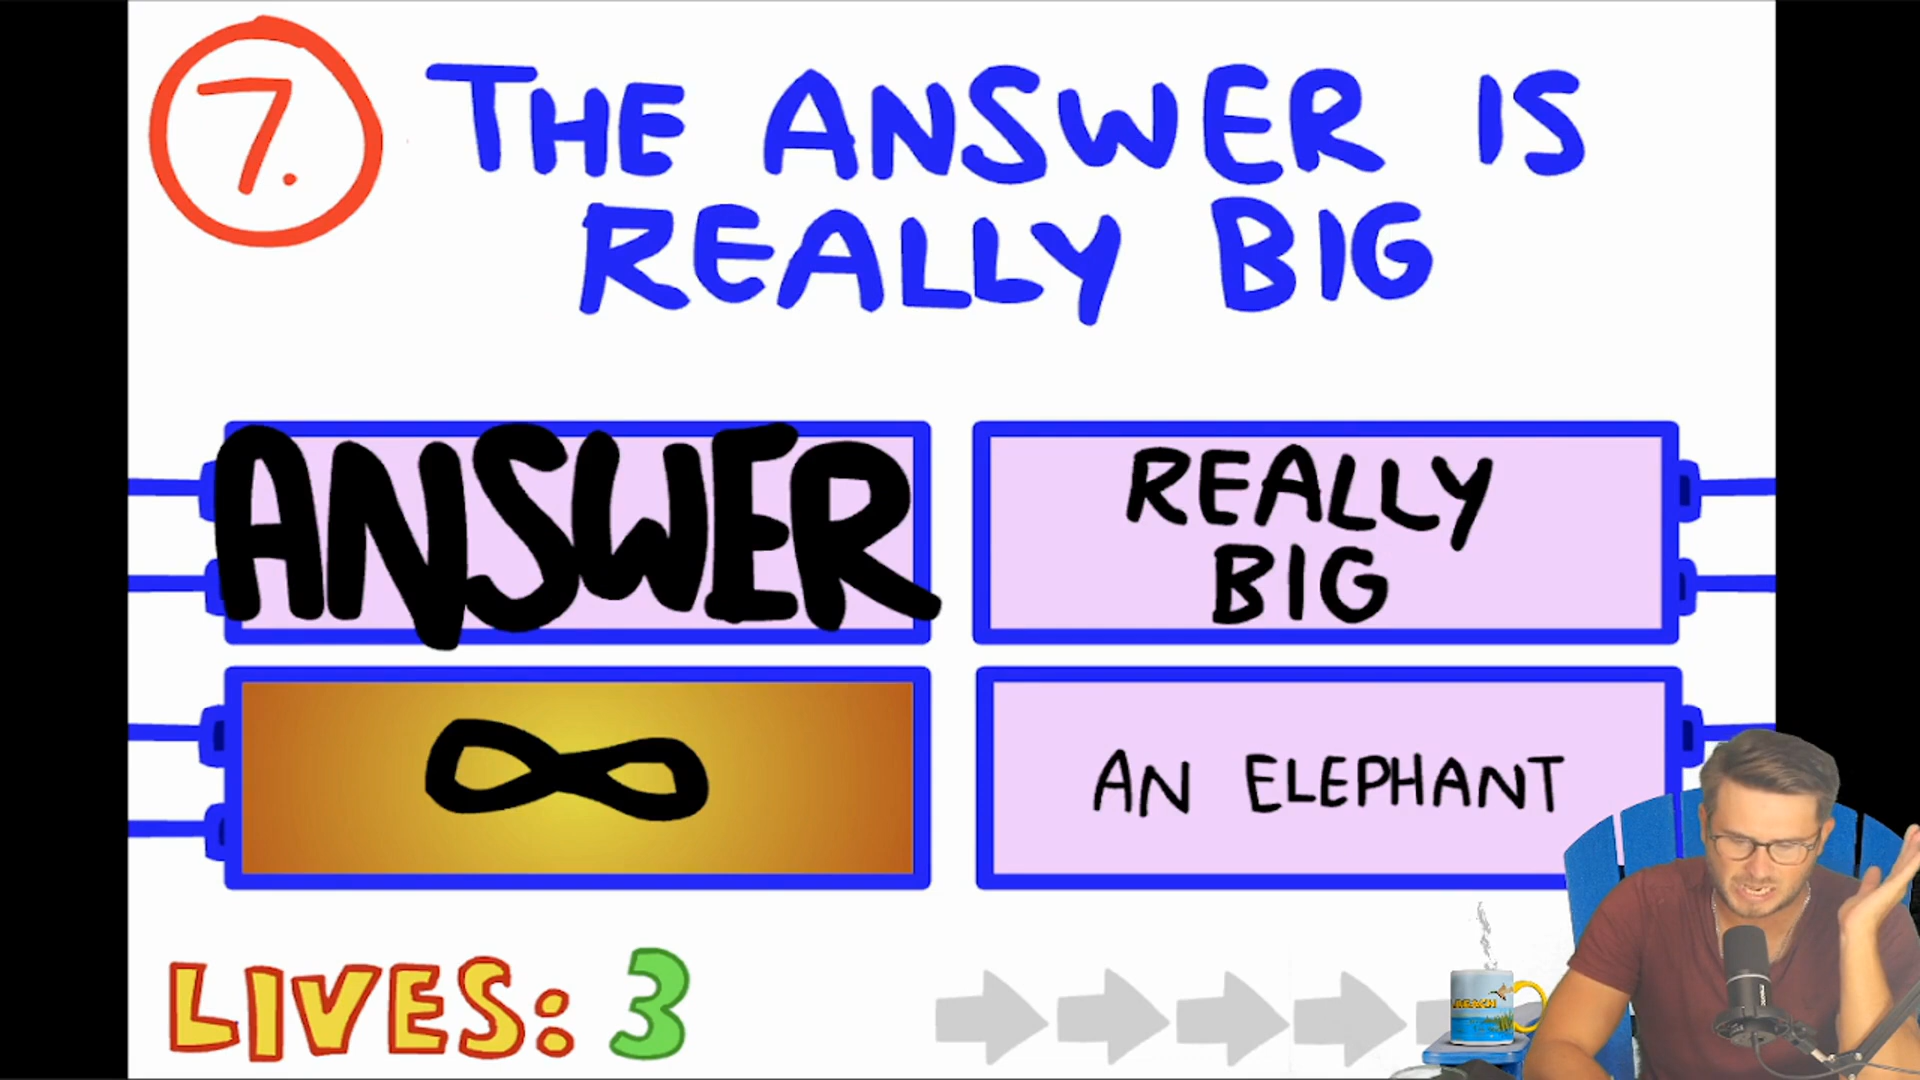 7.
THE ANSWER IS
REALLY BIG
ANSWER
REALLY
BIG
∞
AN ELEPHANT
LIVES: 3